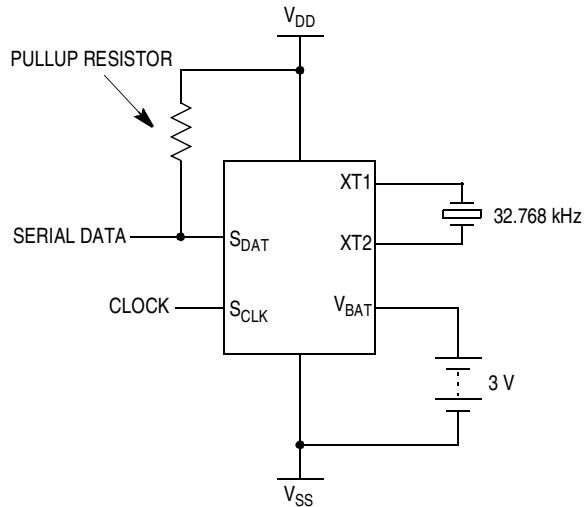 VDD
PULLUP RESISTOR
XT1
32.768 kHz
SERIAL DATA
SDAT
XT2
CLOCK
SCLK
VBAT
3 V
VSS